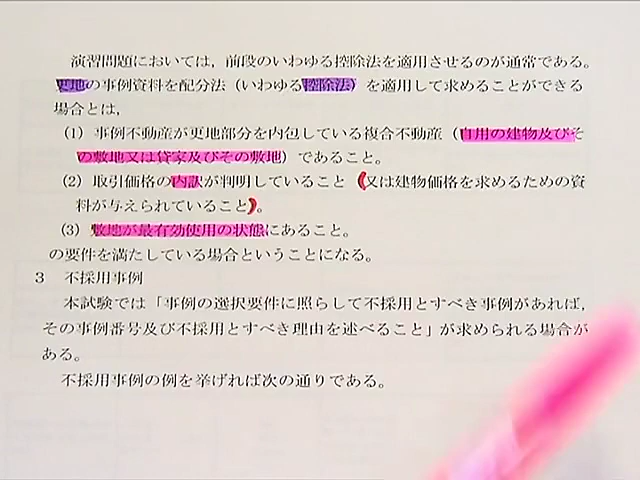 演習問題においては，前段のいわゆる控除法を適用させるのが通常である。
更地の事例資料を配分法（いわゆる控除法）を適用して求めることができる
場合とは，
(1) 事例不動産が更地部分を内包している複合不動産（自用の建物及びそ
の敷地又は貸家及びその敷地）であること。
(2) 取引価格の内訳が判明していること（又は建物価格を求めるための資
料が与えられていること）。
(3) 敷地が最有効使用の状態にあること。
の要件を満たしている場合ということになる。
3 不採用事例
本試験では「事例の選択要件に照らして不採用とすべき事例があれば，
その事例番号及び不採用とすべき理由を述べること」が求められる場合が
ある。
不採用事例の例を挙げれば次の通りである。